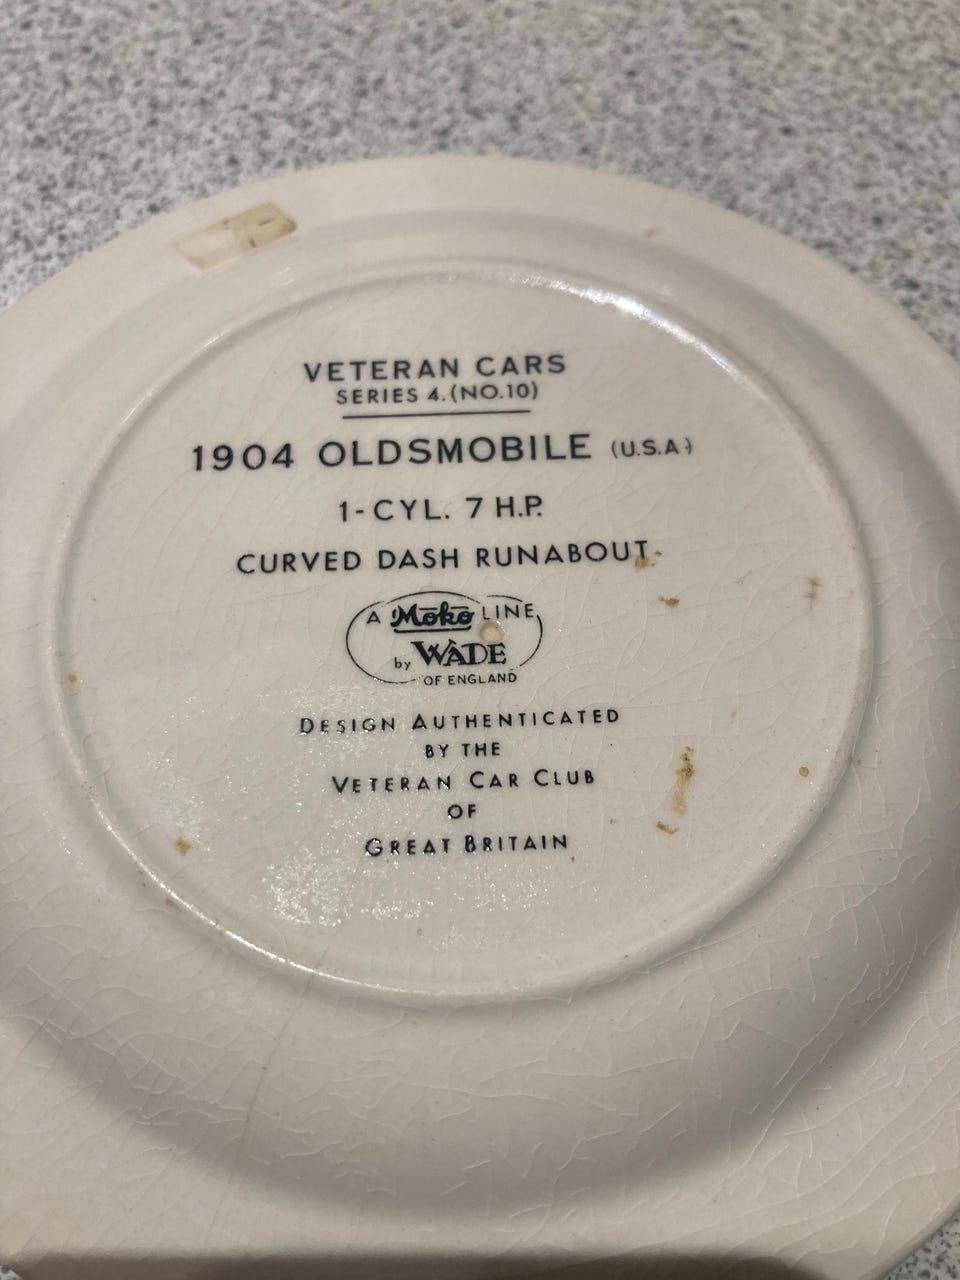 VETERAN CARS
SERIES 4. (NO.10)
1904 OLDSMOBILE (U.S.A.)
1-CYL. 7 H.P.
CURVED DASH RUNABOUT.
A Mōkō LINE
by WADE
OF ENGLAND
DESIGN AUTHENTICATED
BY THE
VETERAN CAR CLUB
OF
GREAT BRITAIN